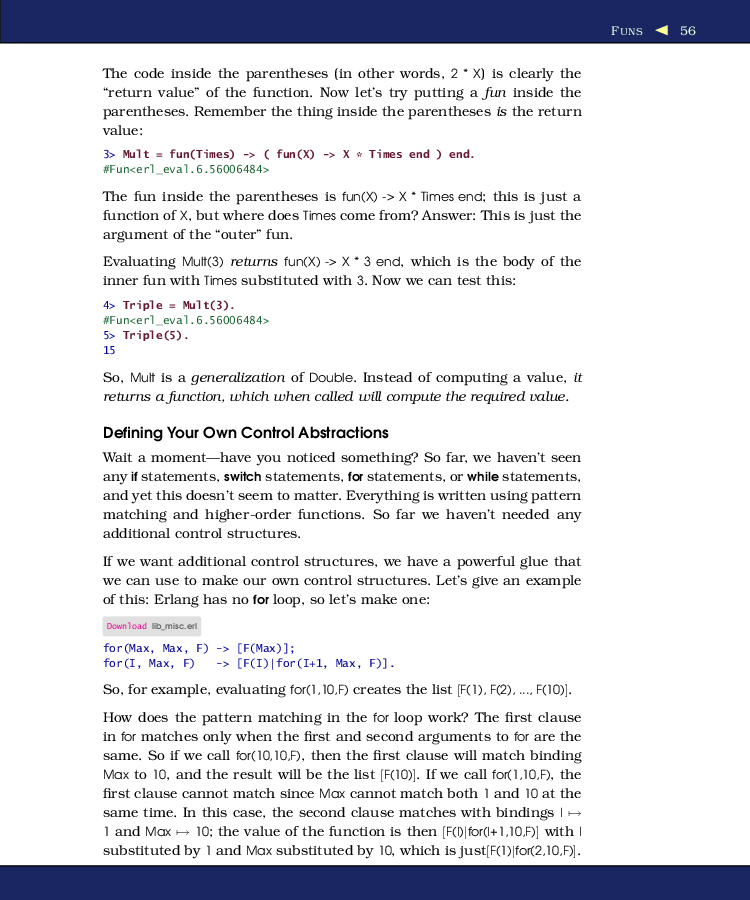 FUNS ◀ 56
The code inside the parentheses (in other words, 2 * X) is clearly the
“return value” of the function. Now let’s try putting a fun inside the
parentheses. Remember the thing inside the parentheses is the return
value:
3> Mult = fun(Times) -> ( fun(X) -> X * Times end ) end.
#Fun<erl_eval.6.56006484>
The fun inside the parentheses is fun(X) -> X * Times end; this is just a
function of X, but where does Times come from? Answer: This is just the
argument of the “outer” fun.
Evaluating Mult(3) returns fun(X) -> X * 3 end, which is the body of the
inner fun with Times substituted with 3. Now we can test this:
4> Triple = Mult(3).
#Fun<erl_eval.6.56006484>
5> Triple(5).
15
So, Mult is a generalization of Double. Instead of computing a value, it
returns a function, which when called will compute the required value.
Defining Your Own Control Abstractions
Wait a moment—have you noticed something? So far, we haven’t seen
any if statements, switch statements, for statements, or while statements,
and yet this doesn’t seem to matter. Everything is written using pattern
matching and higher-order functions. So far we haven’t needed any
additional control structures.
If we want additional control structures, we have a powerful glue that
we can use to make our own control structures. Let’s give an example
of this: Erlang has no for loop, so let’s make one:
Download lib_misc.erl
for(Max, Max, F) -> [F(Max)];
for(I, Max, F)   -> [F(I)|for(I+1, Max, F)].
So, for example, evaluating for(1,10,F) creates the list [F(1), F(2), ..., F(10)].
How does the pattern matching in the for loop work? The first clause
in for matches only when the first and second arguments to for are the
same. So if we call for(10,10,F), then the first clause will match binding
Max to 10, and the result will be the list [F(10)]. If we call for(1,10,F), the
first clause cannot match since Max cannot match both 1 and 10 at the
same time. In this case, the second clause matches with bindings I ↦
1 and Max ↦ 10; the value of the function is then [F(I)|for(I+1,10,F)] with I
substituted by 1 and Max substituted by 10, which is just[F(1)|for(2,10,F)].